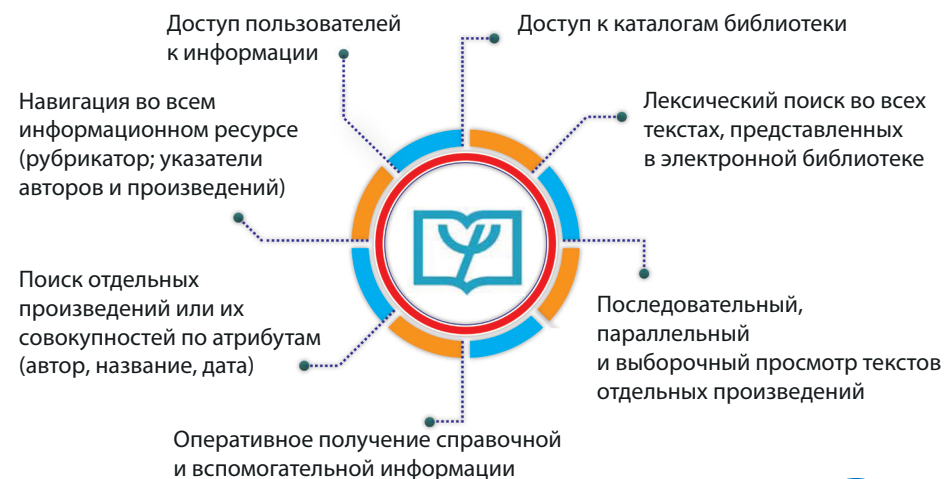 Доступ пользователей
к информации
Доступ к каталогам библиотеки
Навигация во всем
информационном ресурсе
(рубрикатор; указатели
авторов и произведений)
Лексический поиск во всех
текстах, представленных
в электронной библиотеке
Поиск отдельных
произведений или их
совокупностей по атрибутам
(автор, название, дата)
Последовательный,
параллельный
и выборочный просмотр текстов
отдельных произведений
Оперативное получение справочной
и вспомогательной информации